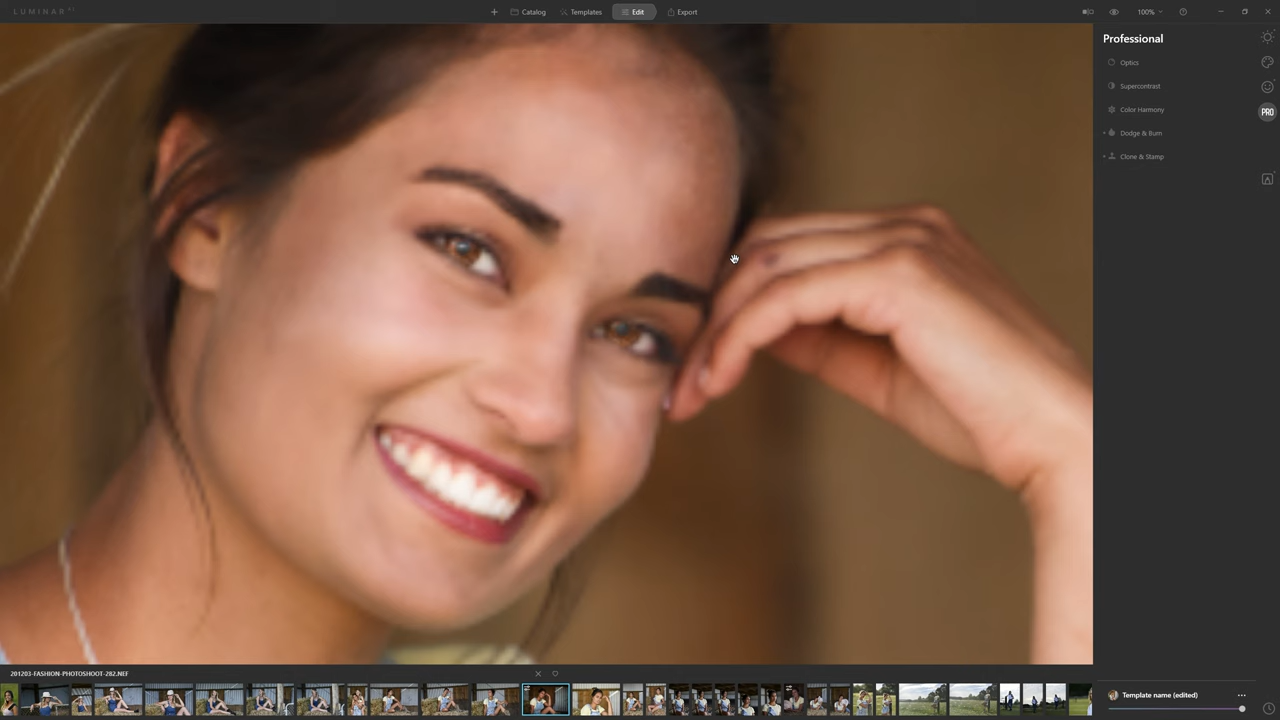 LUMINAR AI
+ Catalog Templates Edit Export
100%
Professional
Optics
Supercontrast
Color Harmony
Dodge & Burn
Clone & Stamp
PRO
201203-FASHION-PHOTOSHOOT-282.NEF
Template name (edited)